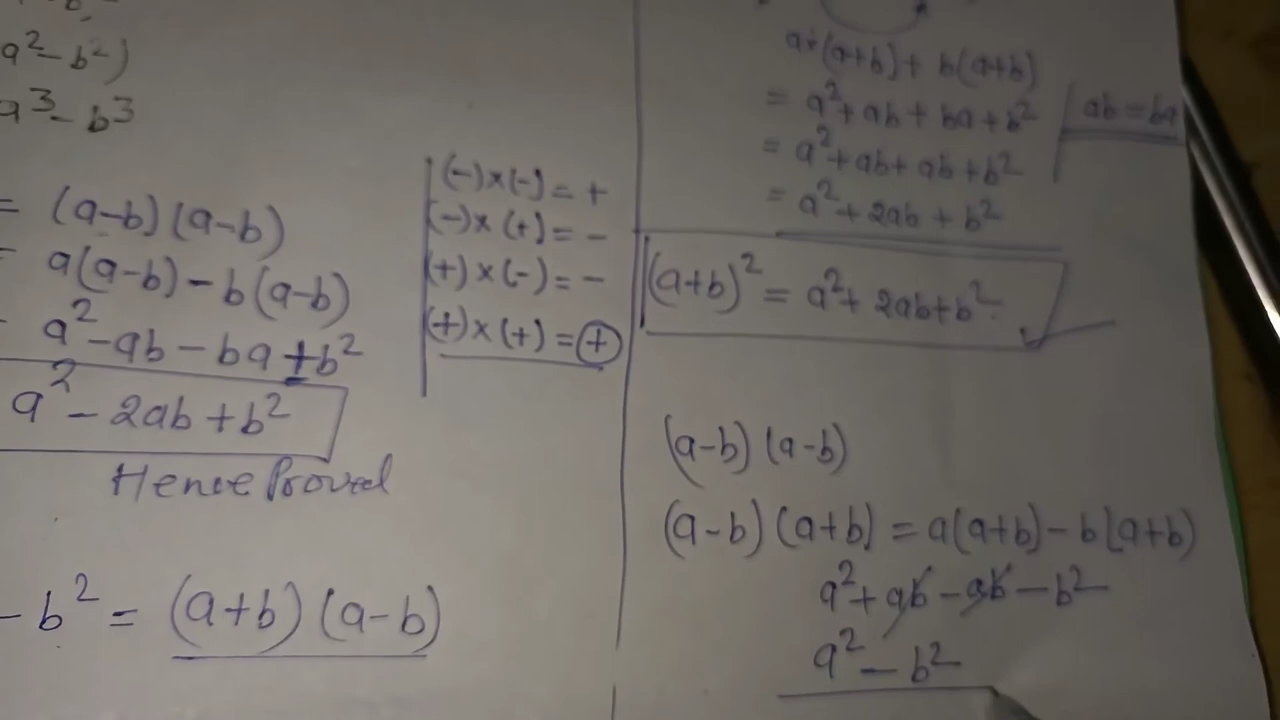 a² - b²)
a³ - b³
= (a-b) (a-b)
= a(a-b) - b(a-b)
- a² - ab - ba + b²
a² - 2ab + b²
Hence Proved
- b² = (a+b) (a-b)
(-) × (-) = +
(-) × (+) = -
(+) × (-) = -
(+) × (+) = +
(a+b) + b(a+b)
= a² + ab + ba + b²
ab = ba
= a² + ab + ab + b²
= a² + 2ab + b²
(a+b)² = a² + 2ab + b².
(a-b) (a-b)
(a-b) (a+b) = a(a+b) - b(a+b)
a² + ab - ab - b²
a² - b²